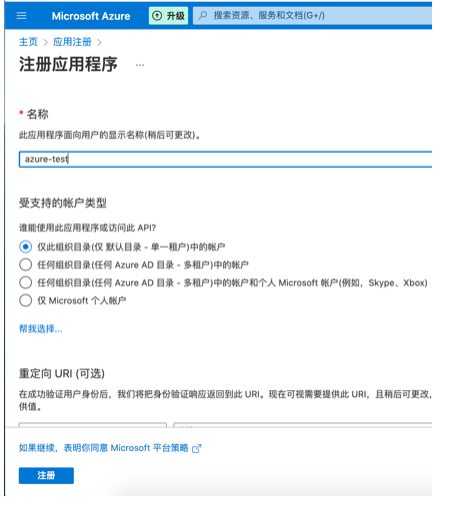 Microsoft Azure 升级 搜索资源、服务和文档(G+/)
主页 > 应用注册 >
注册应用程序 ...
* 名称
此应用程序面向用户的显示名称(稍后可更改)。
azure-test
受支持的帐户类型
谁能使用此应用程序或访问此 API?
仅此组织目录(仅 默认目录 - 单一租户)中的帐户
任何组织目录(任何 Azure AD 目录 - 多租户)中的帐户
任何组织目录(任何 Azure AD 目录 - 多租户)中的帐户和个人 Microsoft 帐户(例如，Skype、Xbox)
仅 Microsoft 个人帐户
帮我选择...
重定向 URI (可选)
在成功验证用户身份后，我们将把身份验证响应返回到此 URI。现在可视需要提供此 URI，且稍后可更改，
供值。
如果继续，表明你同意 Microsoft 平台策略
注册